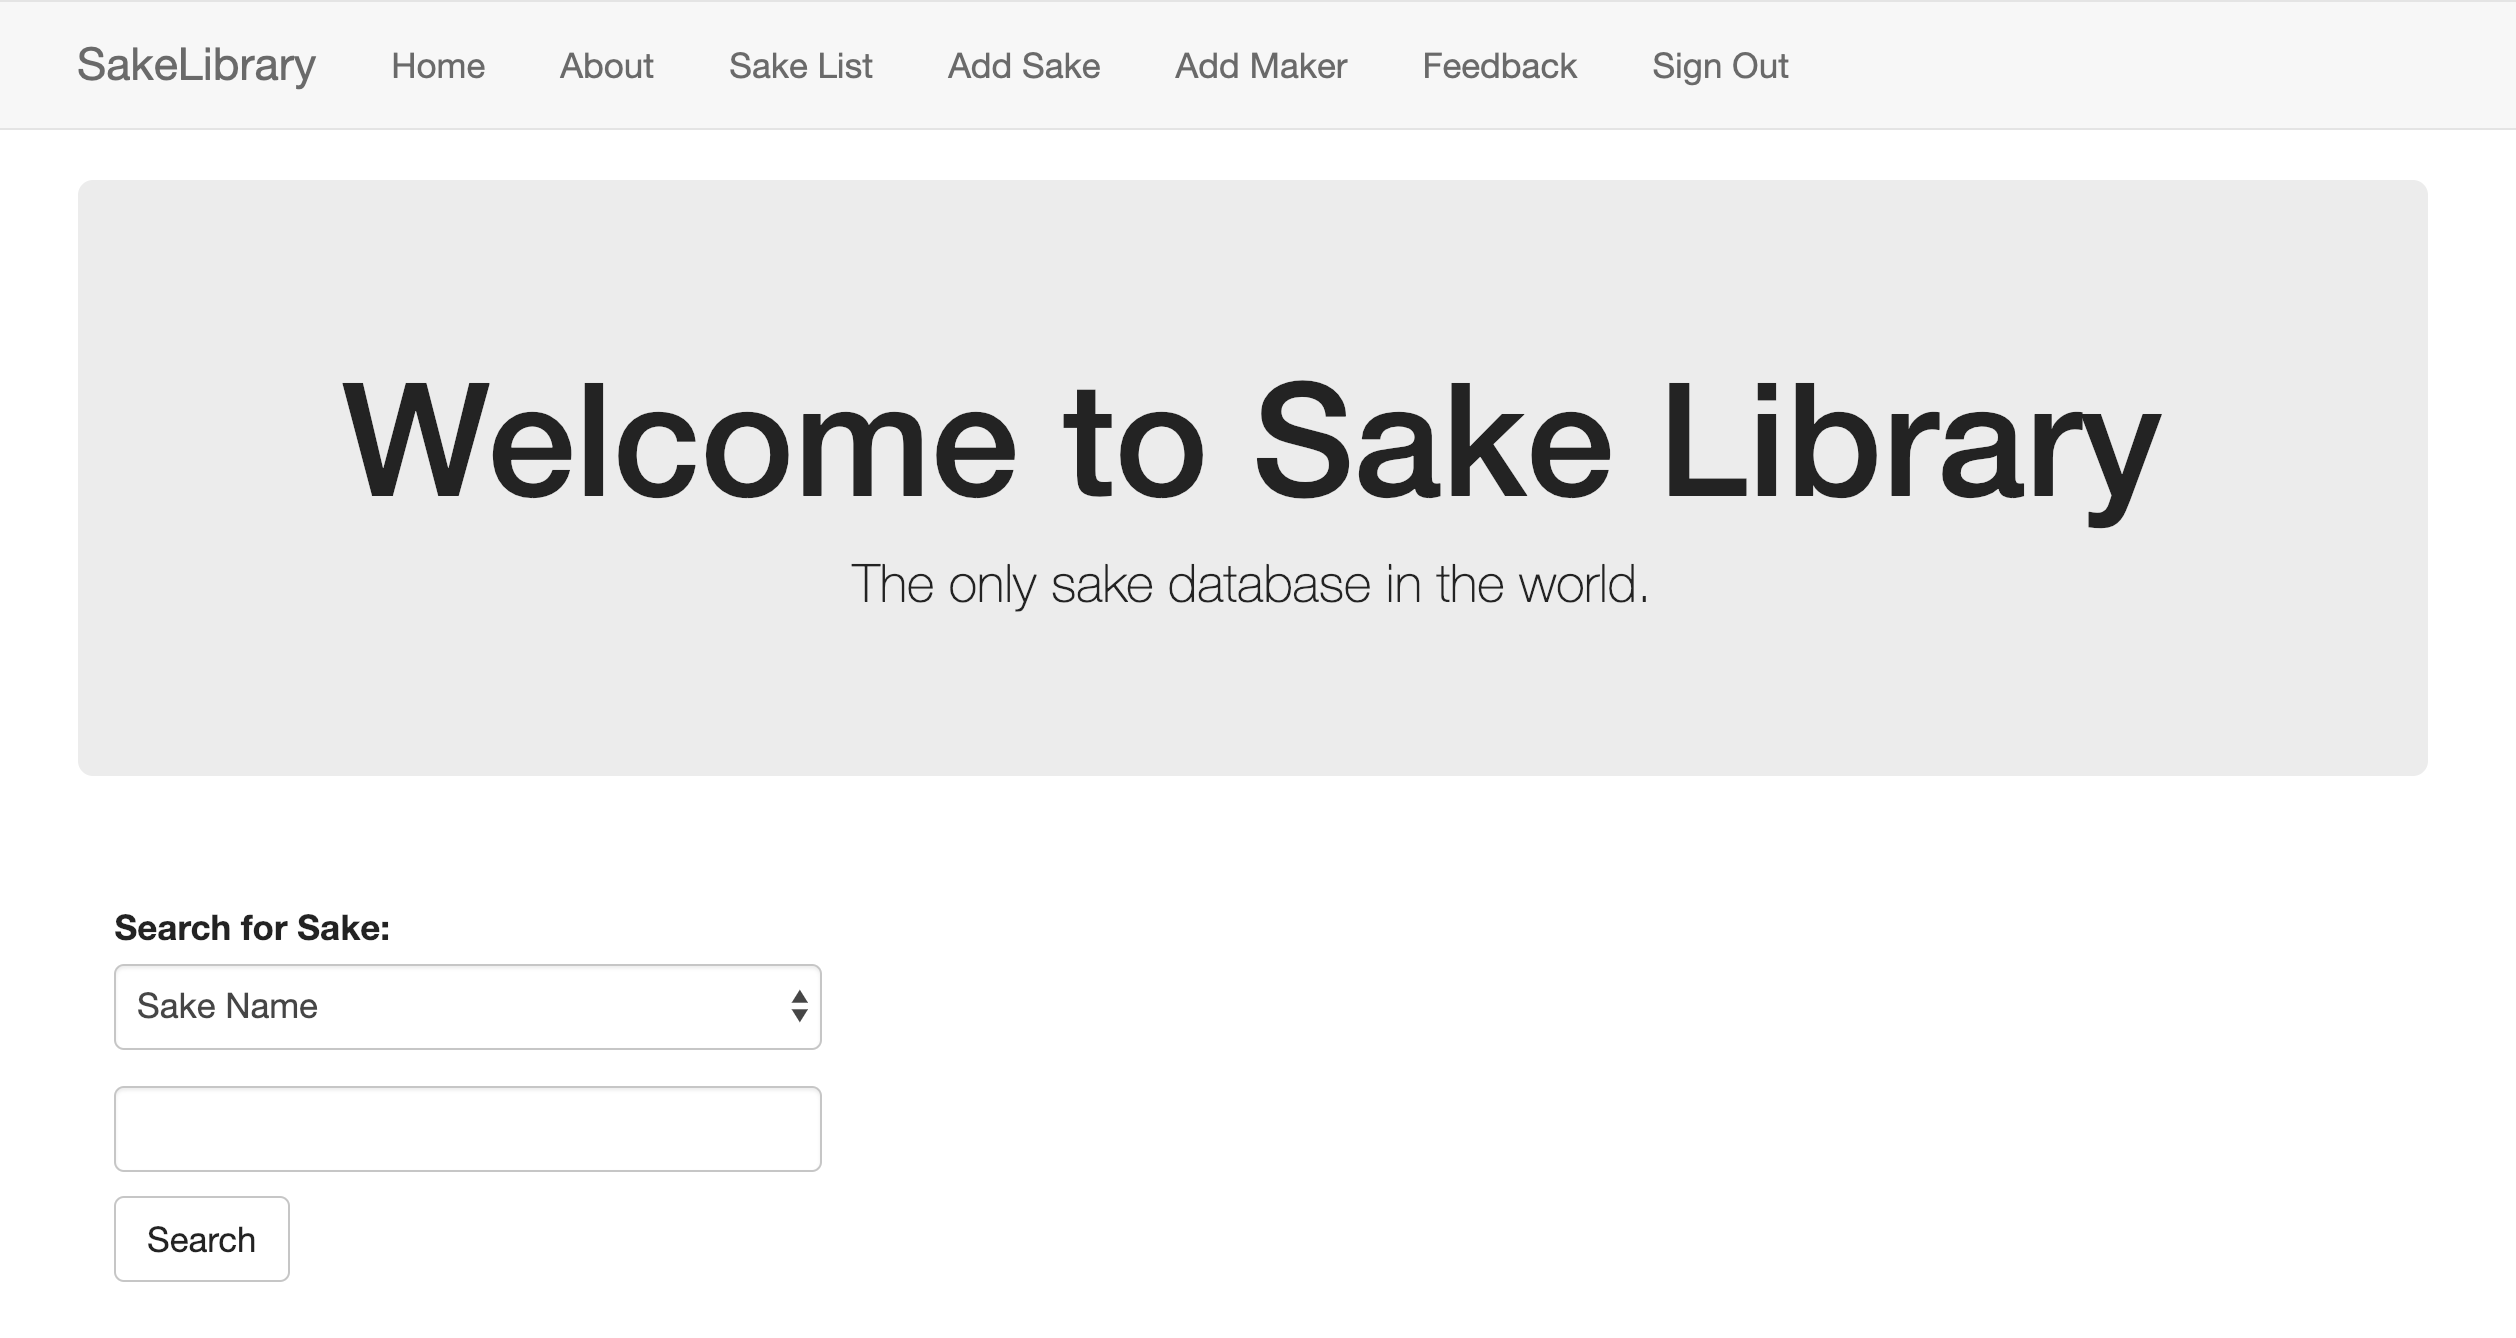 SakeLibrary Home About Sake List Add Sake Add Maker Feedback Sign Out
Welcome to Sake Library
The only sake database in the world.
Search for Sake:
Sake Name
Search